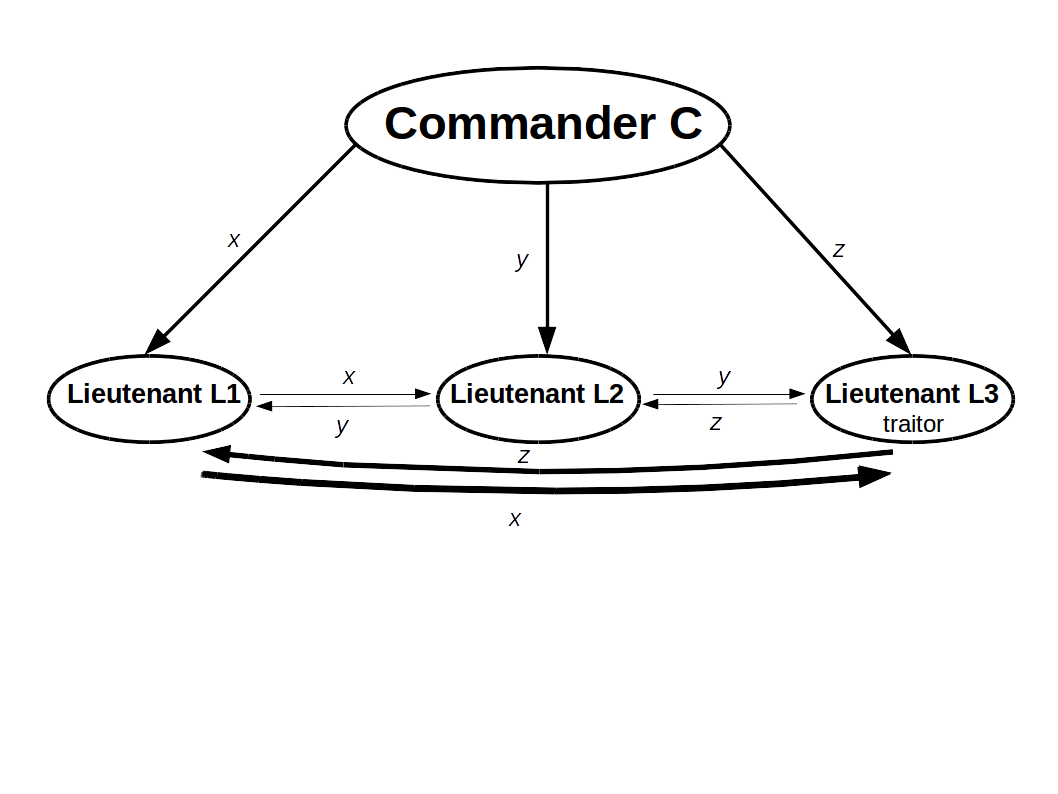 Commander C
x
y
z
Lieutenant L1
x
y
Lieutenant L2
y
z
Lieutenant L3
traitor
z
x